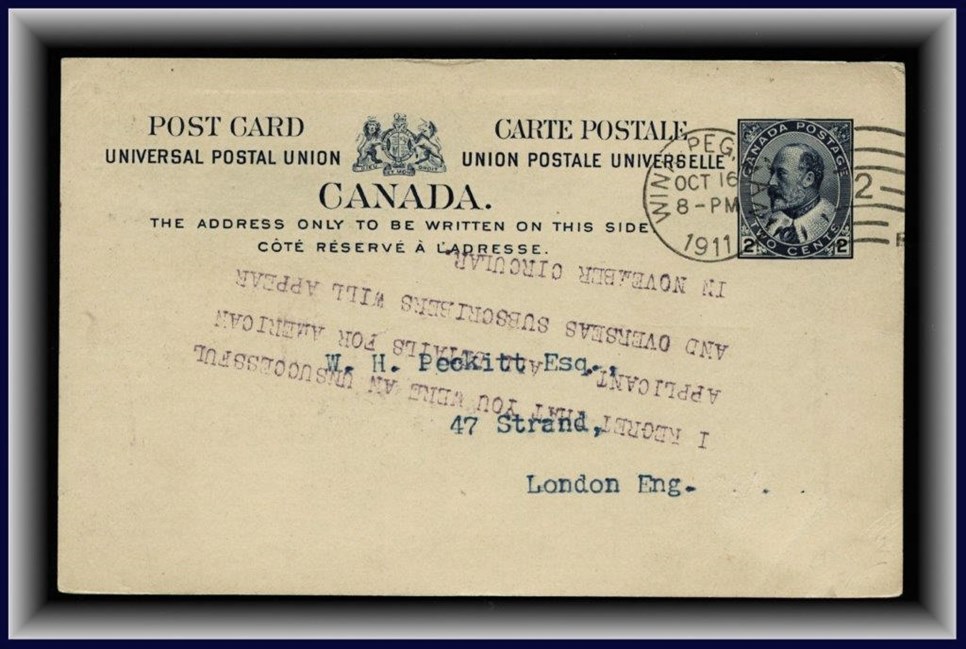 POST CARD
UNIVERSAL POSTAL UNION
CARTE POSTALE
UNION POSTALE UNIVERSELLE
CANADA.
THE ADDRESS ONLY TO BE WRITTEN ON THIS SIDE
CÔTÉ RÉSERVÉ À L'ADRESSE.
WINNIPEG, MAN
OCT 16
8-PM
1911
2
CANADA POSTAGE
TWO CENTS
2 2
W. H. Peckitt Esq.,
47 Strand,
London Eng.
I REGRET THAT YOU WERE AN UNSUCCESSFUL
APPLICANT DETAILS FOR AMERICAN
AND OVERSEAS SUBSCRIBERS WILL APPEAR
IN NOVEMBER CIRCULAR.